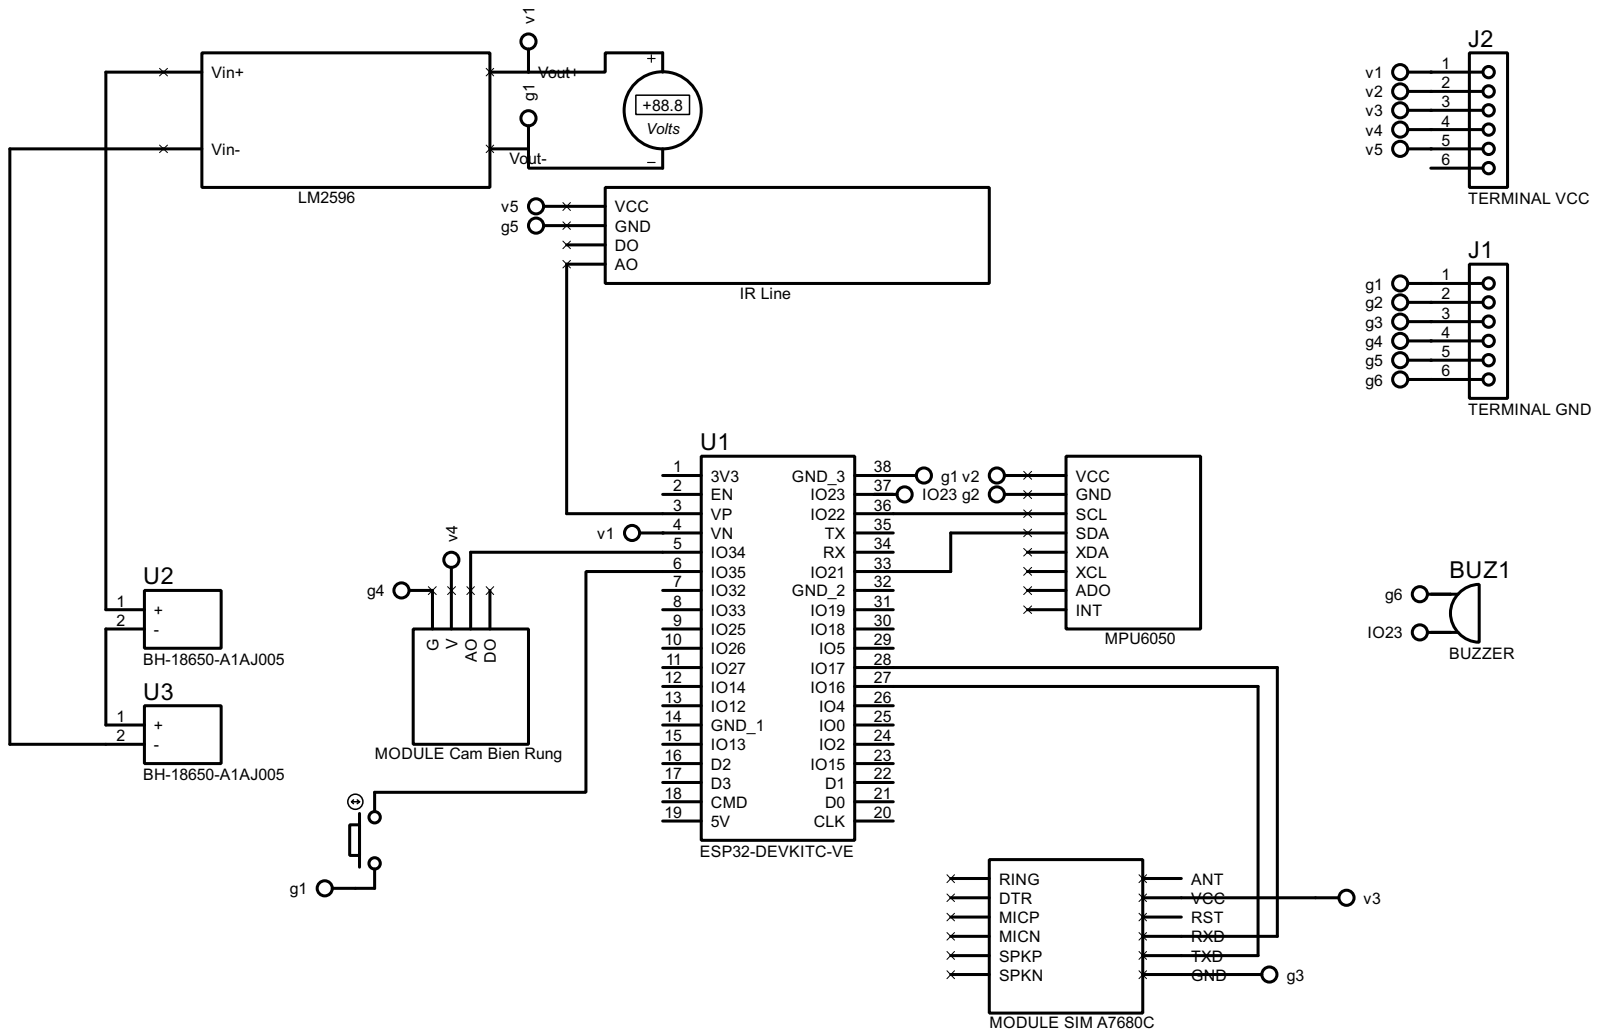 v1
Vin+
Vout+
g1
Vin-
Vout-
LM2596
+
+88.8
Volts
–
v5
g5
VCC
GND
DO
AO
IR Line
J2
v1 1
v2 2
v3 3
v4 4
v5 5
6
TERMINAL VCC
J1
g1 1
g2 2
g3 3
g4 4
g5 5
g6 6
TERMINAL GND
U1
1 3V3 GND_3 38 g1
2 EN IO23 37 IO23
3 VP IO22 36
v1 4 VN TX 35
5 IO34 RX 34
6 IO35 IO21 33
7 IO32 GND_2 32
8 IO33 IO19 31
9 IO25 IO18 30
10 IO26 IO5 29
11 IO27 IO17 28
12 IO14 IO16 27
13 IO12 IO4 26
14 GND_1 IO0 25
15 IO13 IO2 24
16 D2 IO15 23
17 D3 D1 22
18 CMD D0 21
19 5V CLK 20
ESP32-DEVKITC-VE
v2 VCC
g2 GND
SCL
SDA
XDA
XCL
ADO
INT
MPU6050
v4
g4
G
V
AO
DO
MODULE Cam Bien Rung
U2
1 +
2 -
BH-18650-A1AJ005
U3
1 +
2 -
BH-18650-A1AJ005
BUZ1
g6
IO23
BUZZER
g1
RING ANT
DTR VCC v3
MICP RST
MICN RXD
SPKP TXD
SPKN GND g3
MODULE SIM A7680C